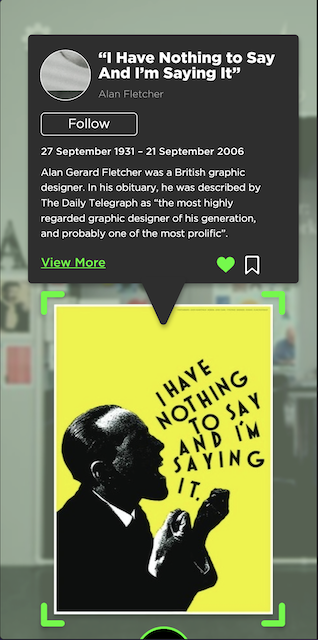 “I Have Nothing to Say
And I’m Saying It”
Alan Fletcher
Follow
27 September 1931 – 21 September 2006
Alan Gerard Fletcher was a British graphic
designer. In his obituary, he was described by
The Daily Telegraph as “the most highly
regarded graphic designer of his generation,
and probably one of the most prolific”.
View More
A
I HAVE
NOTHING
TO SAY
AND I'M
SAYING
IT.